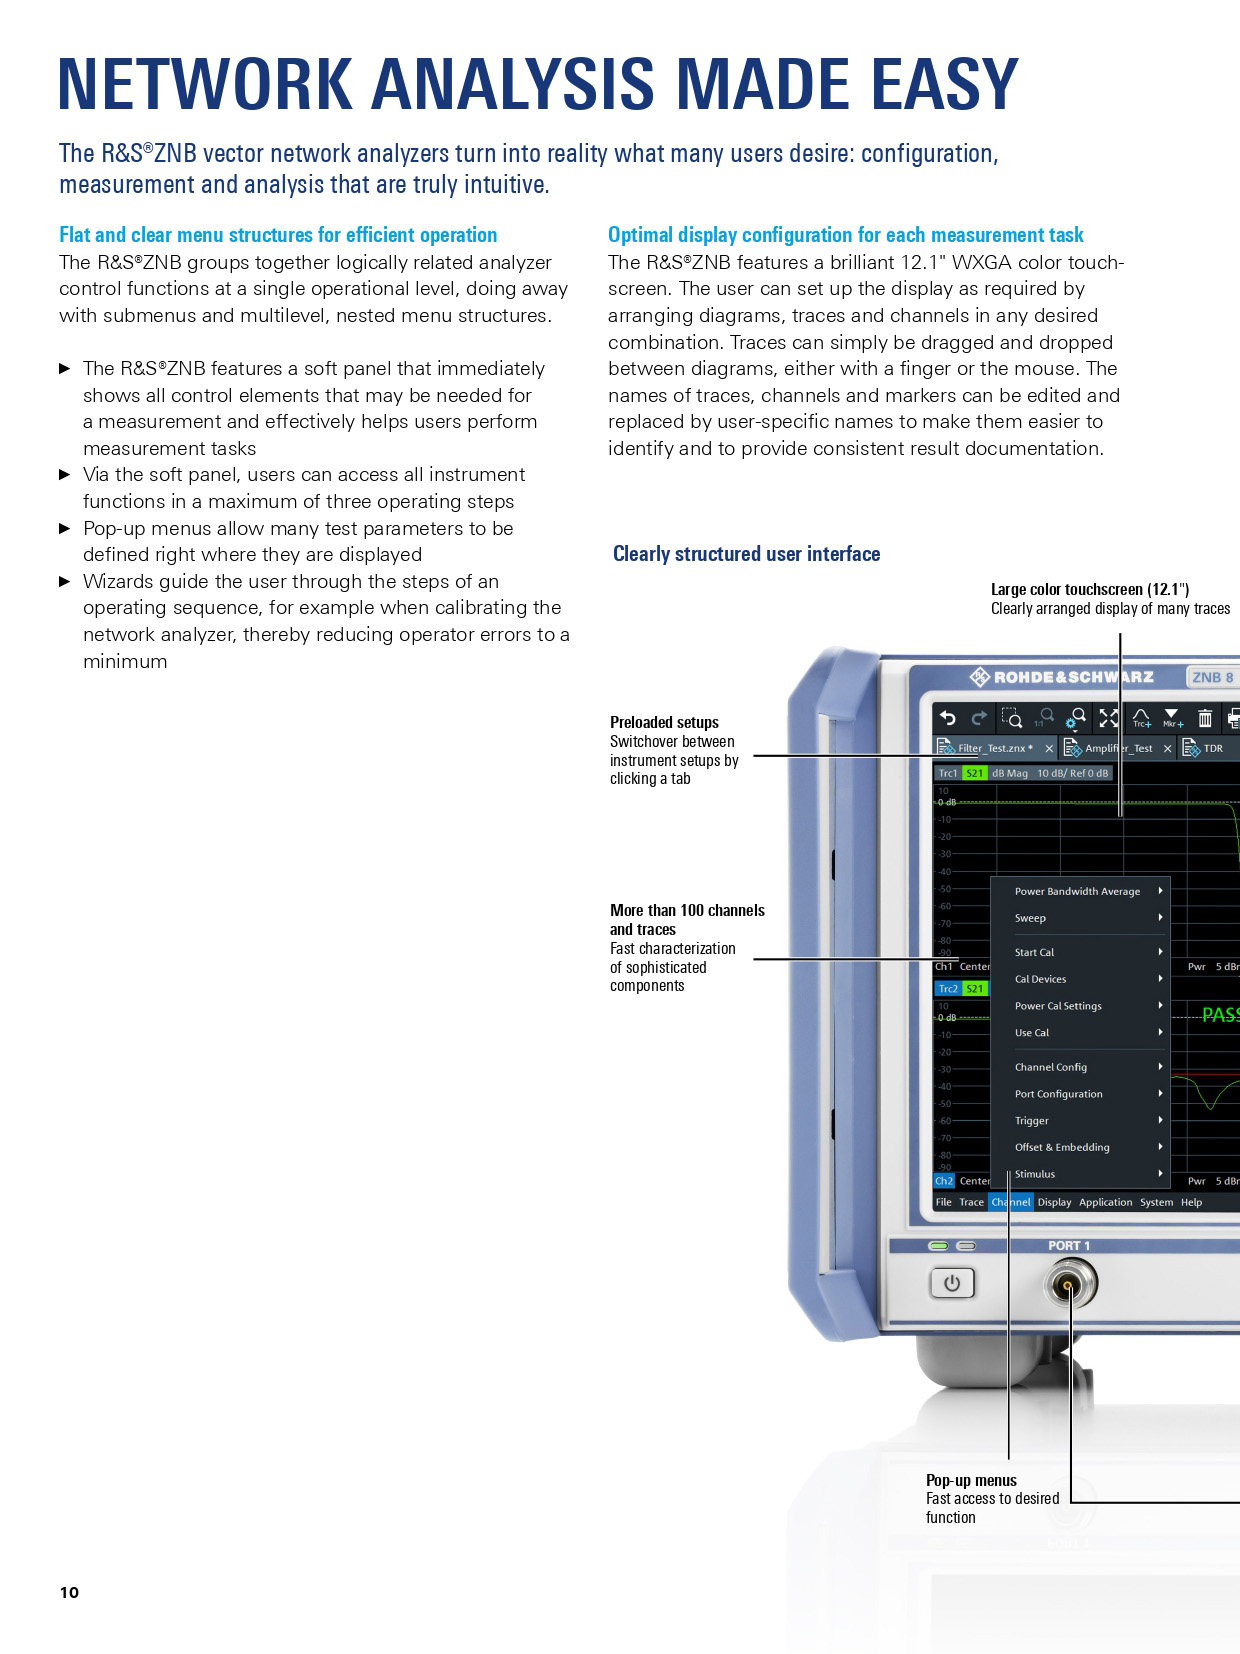 NETWORK ANALYSIS MADE EASY
The R&S®ZNB vector network analyzers turn into reality what many users desire: configuration,
measurement and analysis that are truly intuitive.
Flat and clear menu structures for efficient operation
The R&S®ZNB groups together logically related analyzer
control functions at a single operational level, doing away
with submenus and multilevel, nested menu structures.
► The R&S®ZNB features a soft panel that immediately
shows all control elements that may be needed for
a measurement and effectively helps users perform
measurement tasks
► Via the soft panel, users can access all instrument
functions in a maximum of three operating steps
► Pop-up menus allow many test parameters to be
defined right where they are displayed
► Wizards guide the user through the steps of an
operating sequence, for example when calibrating the
network analyzer, thereby reducing operator errors to a
minimum
Optimal display configuration for each measurement task
The R&S®ZNB features a brilliant 12.1" WXGA color touch-
screen. The user can set up the display as required by
arranging diagrams, traces and channels in any desired
combination. Traces can simply be dragged and dropped
between diagrams, either with a finger or the mouse. The
names of traces, channels and markers can be edited and
replaced by user-specific names to make them easier to
identify and to provide consistent result documentation.
Clearly structured user interface
Large color touchscreen (12.1")
Clearly arranged display of many traces
Preloaded setups
Switchover between
instrument setups by
clicking a tab
More than 100 channels
and traces
Fast characterization
of sophisticated
components
ROHDE & SCHWARZ
ZNB 8
1:1
Trc+
Mkr+
Filter_Test.znx *
Amplifier_Test
TDR
Trc1 S21 dB Mag 10 dB/ Ref 0 dB
10
0 dB
-10
-20
-30
-40
-50
-60
-70
-80
-90
Ch1 Center
Pwr 5 dBm
Trc2 S21
10
0 dB
-10
-20
-30
-40
-50
-60
-70
-80
-90
PASS
Ch2 Center
Pwr 5 dBm
Power Bandwidth Average
Sweep
Start Cal
Cal Devices
Power Cal Settings
Use Cal
Channel Config
Port Configuration
Trigger
Offset & Embedding
Stimulus
File Trace Channel Display Application System Help
PORT 1
Pop-up menus
Fast access to desired
function
10